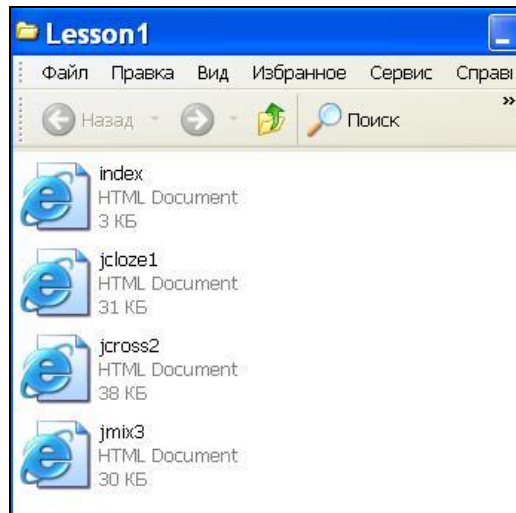 Lesson1
Файл Правка Вид Избранное Сервис Справ
Назад Поиск »
index
HTML Document
3 КБ
jcloze1
HTML Document
31 КБ
jcross2
HTML Document
38 КБ
jmix3
HTML Document
30 КБ